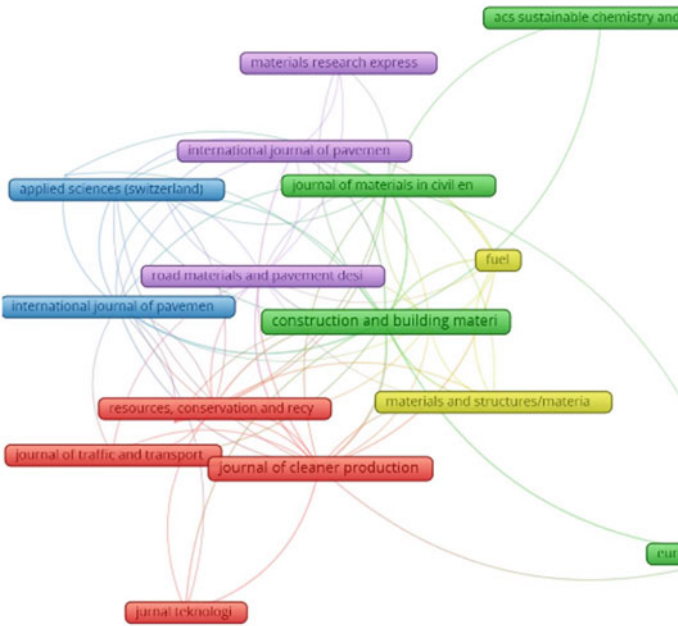 acs sustainable chemistry and
materials research express
international journal of pavemen
journal of materials in civil en
applied sciences (switzerland)
fuel
road materials and pavement desi
international journal of pavemen
construction and building materi
materials and structures/materia
resources, conservation and recy
journal of traffic and transport
journal of cleaner production
eur
jurnal teknologi